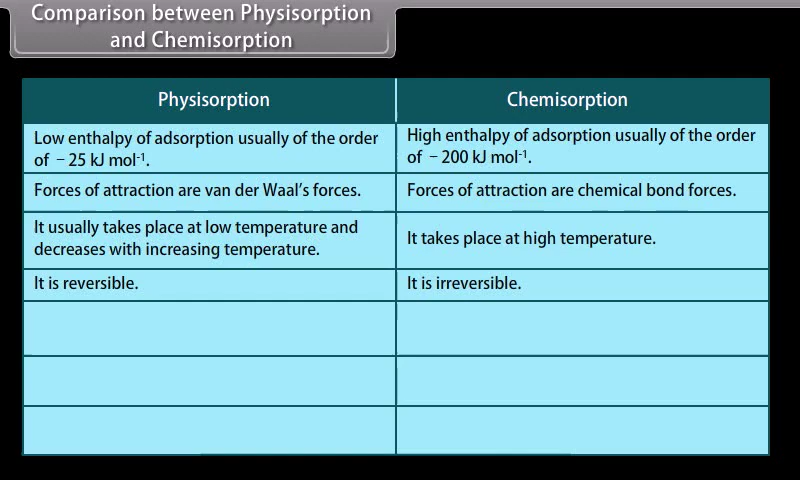 Comparison between Physisorption
and Chemisorption
Physisorption
Chemisorption
Low enthalpy of adsorption usually of the order
of − 25 kJ mol⁻¹.
High enthalpy of adsorption usually of the order
of − 200 kJ mol⁻¹.
Forces of attraction are van der Waal's forces.
Forces of attraction are chemical bond forces.
It usually takes place at low temperature and
decreases with increasing temperature.
It takes place at high temperature.
It is reversible.
It is irreversible.